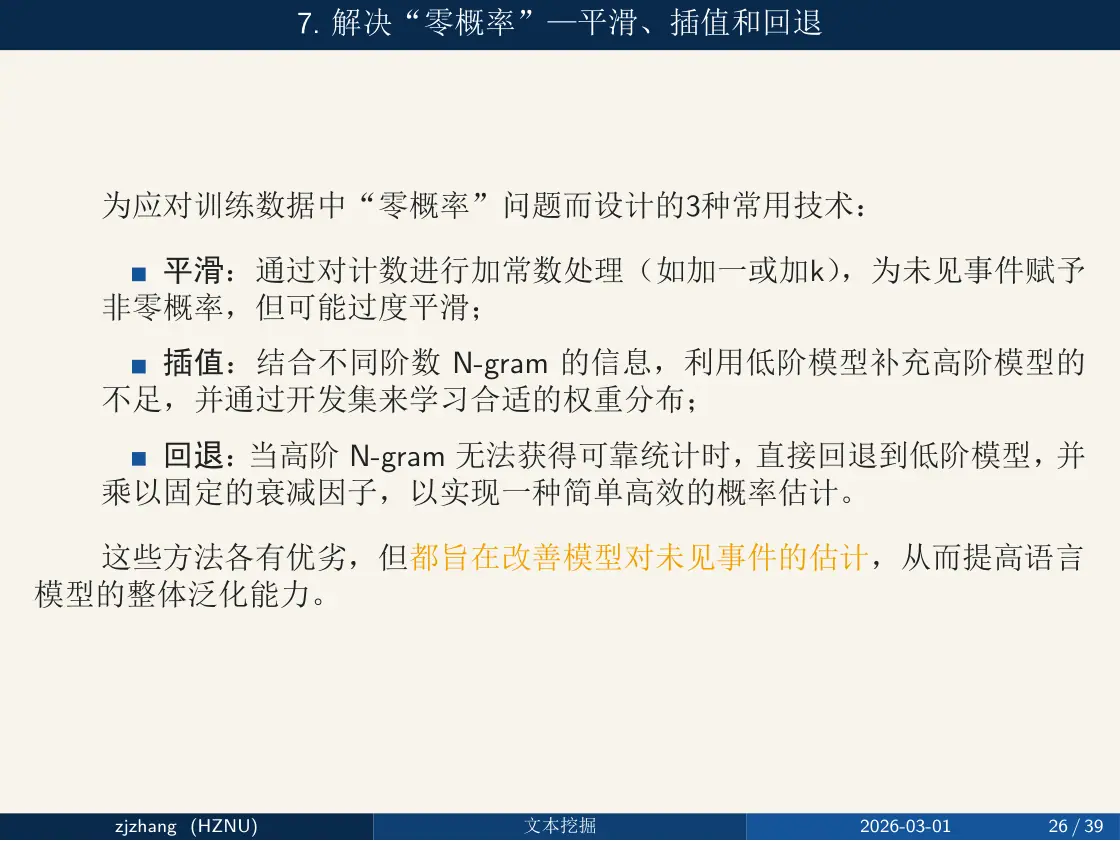 7. 解决“零概率”—平滑、插值和回退
为应对训练数据中“零概率”问题而设计的3种常用技术：
■ 平滑：通过对计数进行加常数处理（如加一或加k），为未见事件赋予
非零概率，但可能过度平滑；
■ 插值：结合不同阶数 N-gram 的信息，利用低阶模型补充高阶模型的
不足，并通过开发集来学习合适的权重分布；
■ 回退：当高阶 N-gram 无法获得可靠统计时，直接回退到低阶模型，并
乘以固定的衰减因子，以实现一种简单高效的概率估计。
这些方法各有优劣，但都旨在改善模型对未见事件的估计，从而提高语言
模型的整体泛化能力。
zjzhang (HZNU) 文本挖掘 2026-03-01 26 / 39